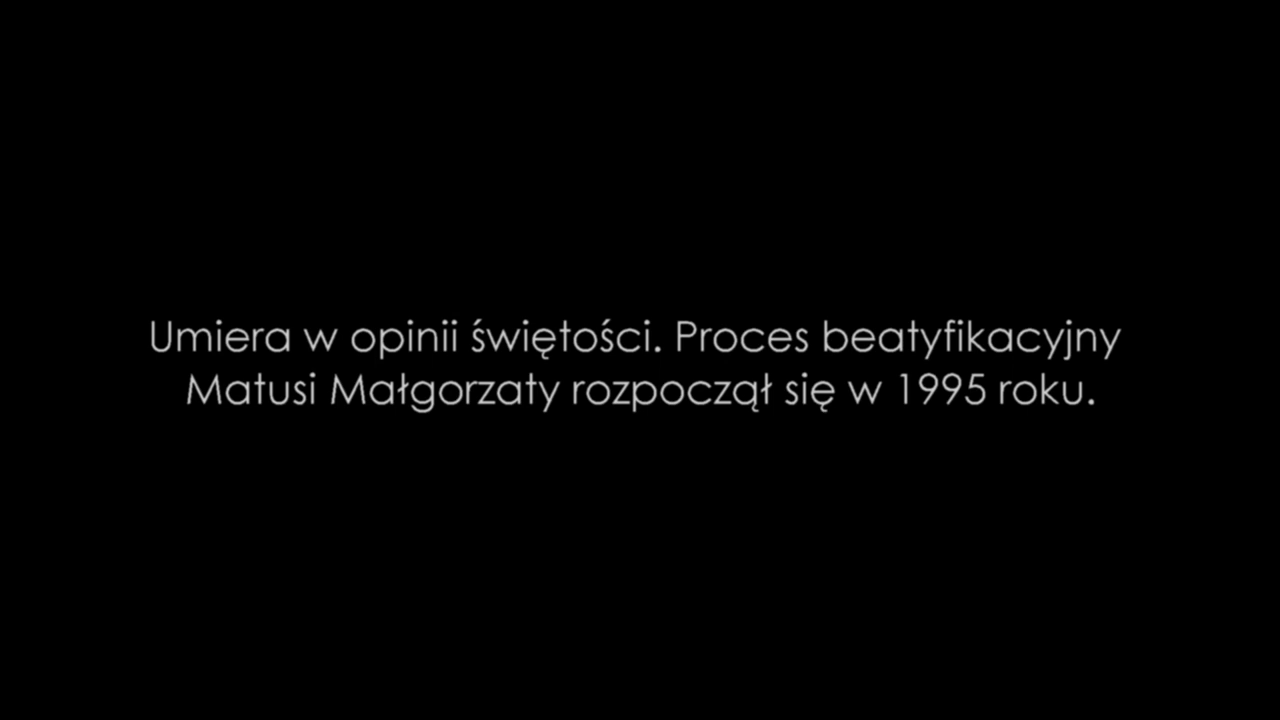 Umiera w opinii świętości. Proces beatyfikacyjny
Matusi Małgorzaty rozpoczął się w 1995 roku.